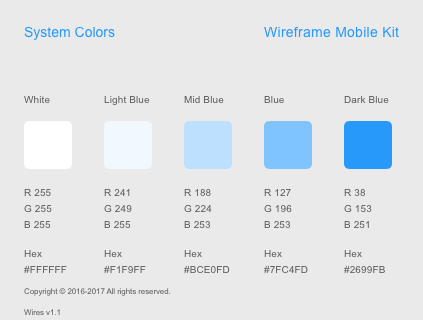 System Colors
Wireframe Mobile Kit
White
Light Blue
Mid Blue
Blue
Dark Blue
R 255
G 255
B 255
R 241
G 249
B 255
R 188
G 224
B 253
R 127
G 196
B 253
R 38
G 153
B 251
Hex
#FFFFFF
Hex
#F1F9FF
Hex
#BCE0FD
Hex
#7FC4FD
Hex
#2699FB
Copyright © 2016-2017 All rights reserved.
Wires v1.1